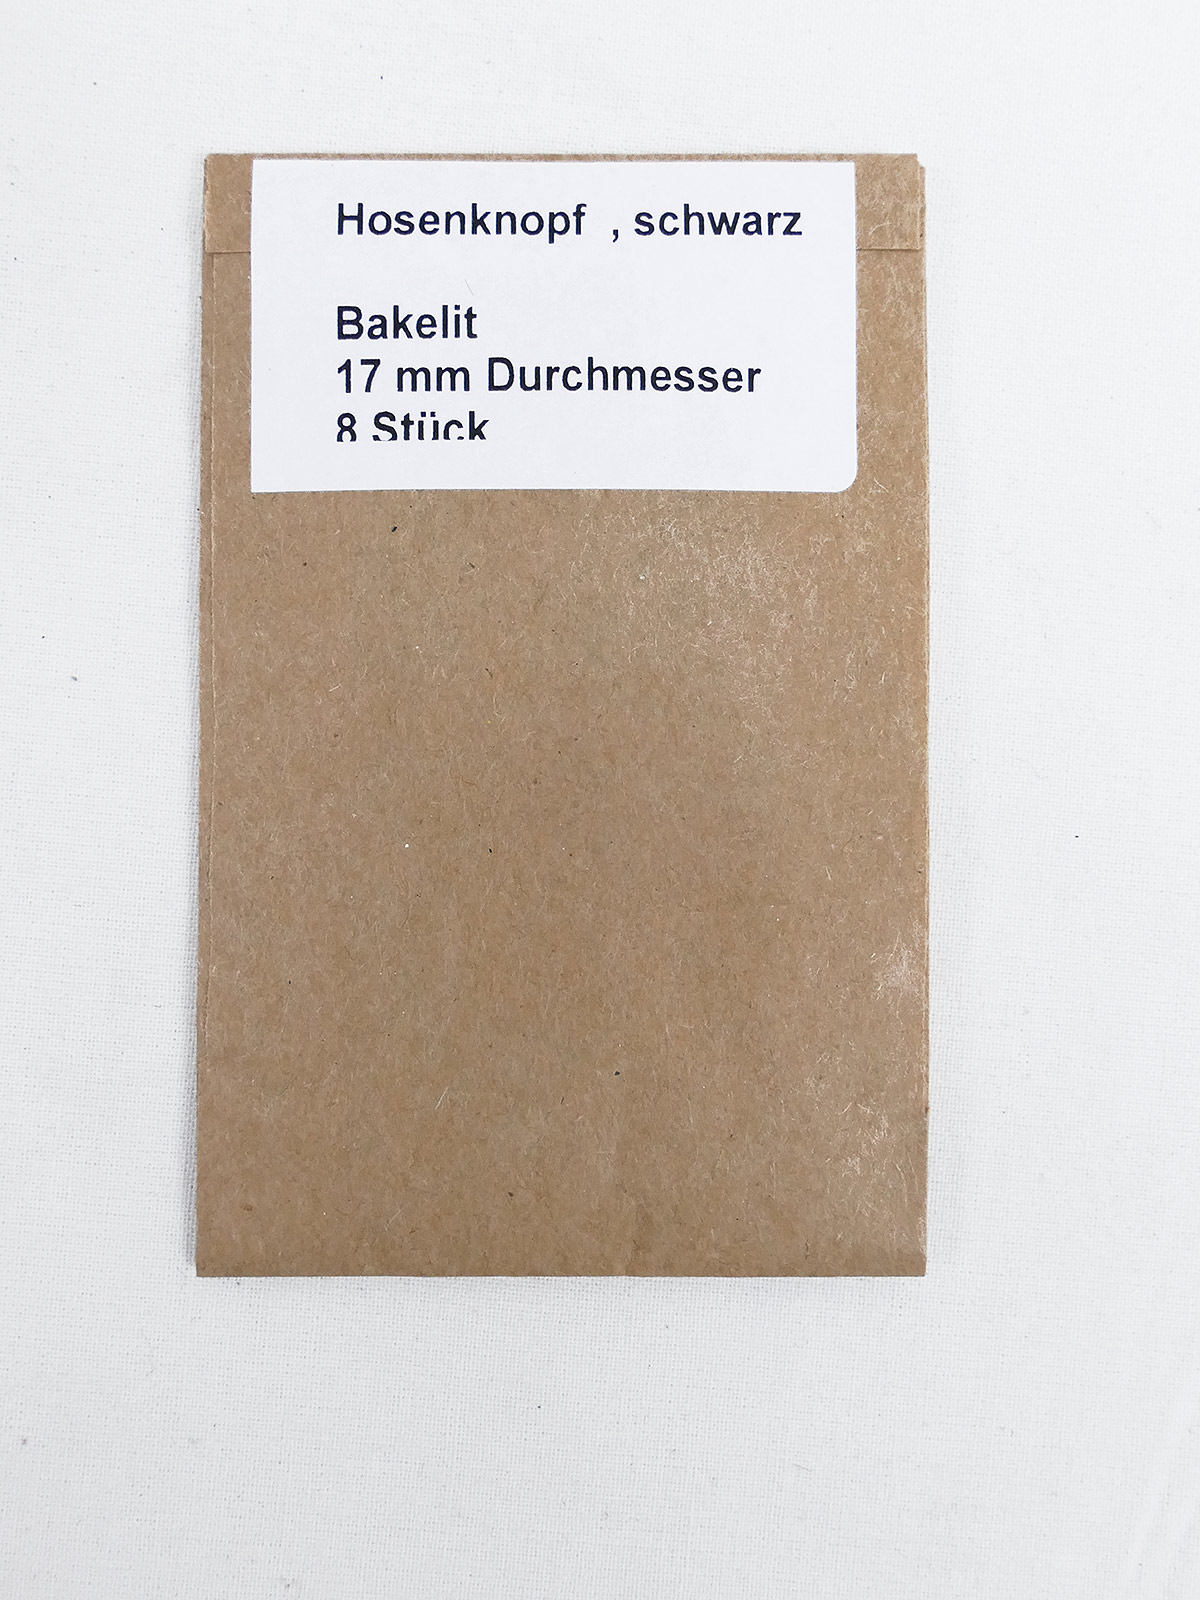 Hosenknopf , schwarz
Bakelit
17 mm Durchmesser
8 Stück